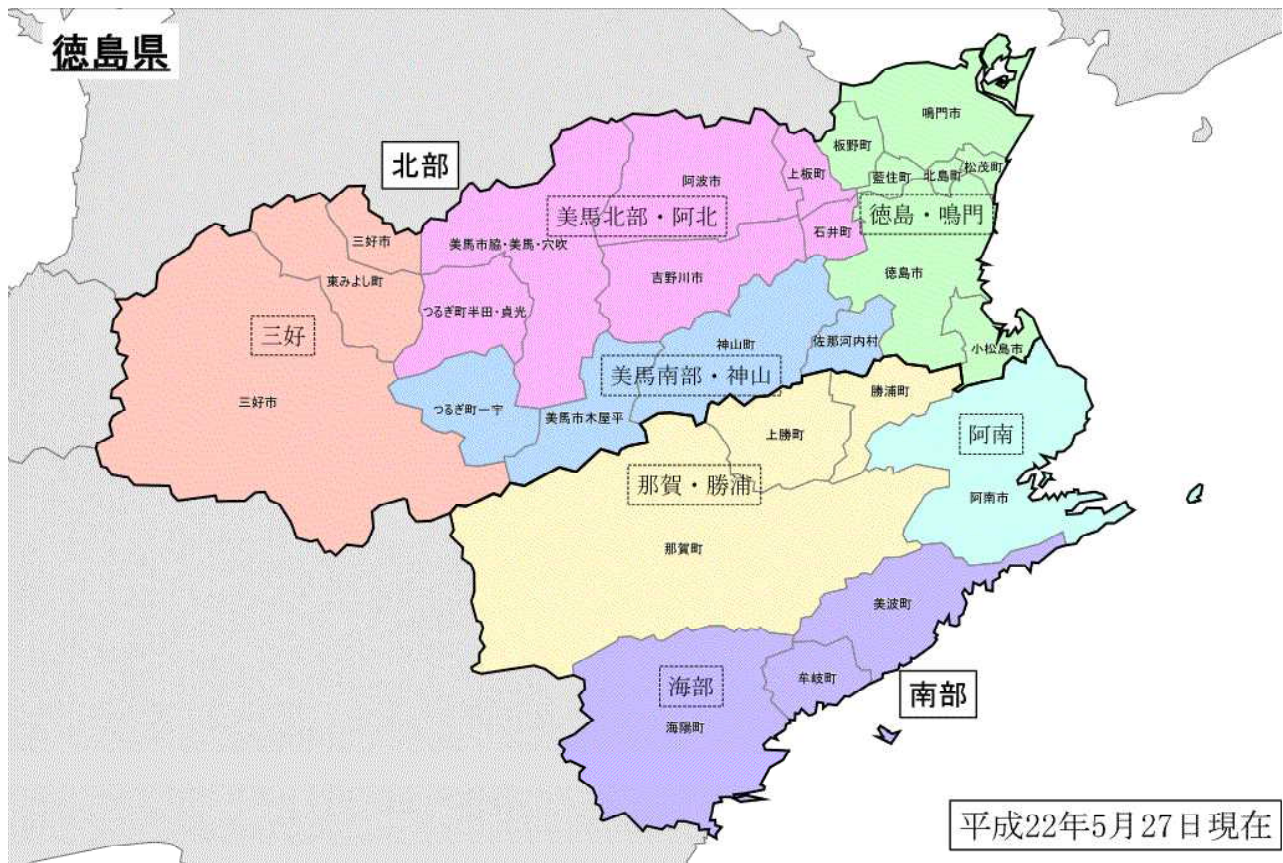 徳島県
北部
鳴門市
板野町
松茂町
藍住町
北島町
上板町
阿波市
徳島・鳴門
美馬北部・阿北
石井町
三好市
美馬市脇・美馬・穴吹
東みよし町
吉野川市
徳島市
つるぎ町半田・貞光
三好
神山町
佐那河内村
小松島市
美馬南部・神山
勝浦町
三好市
つるぎ町一宇
美馬市木屋平
上勝町
阿南
那賀・勝浦
阿南市
那賀町
美波町
海部
牟岐町
南部
海陽町
平成22年5月27日現在